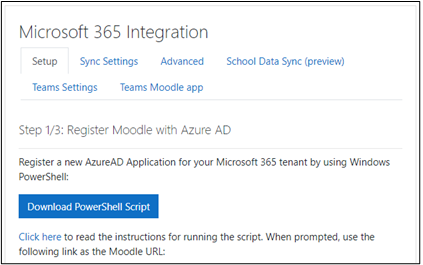 Microsoft 365 Integration
Setup Sync Settings Advanced School Data Sync (preview)
Teams Settings Teams Moodle app
Step 1/3: Register Moodle with Azure AD
Register a new AzureAD Application for your Microsoft 365 tenant by using Windows
PowerShell:
Download PowerShell Script
Click here to read the instructions for running the script. When prompted, use the
following link as the Moodle URL: